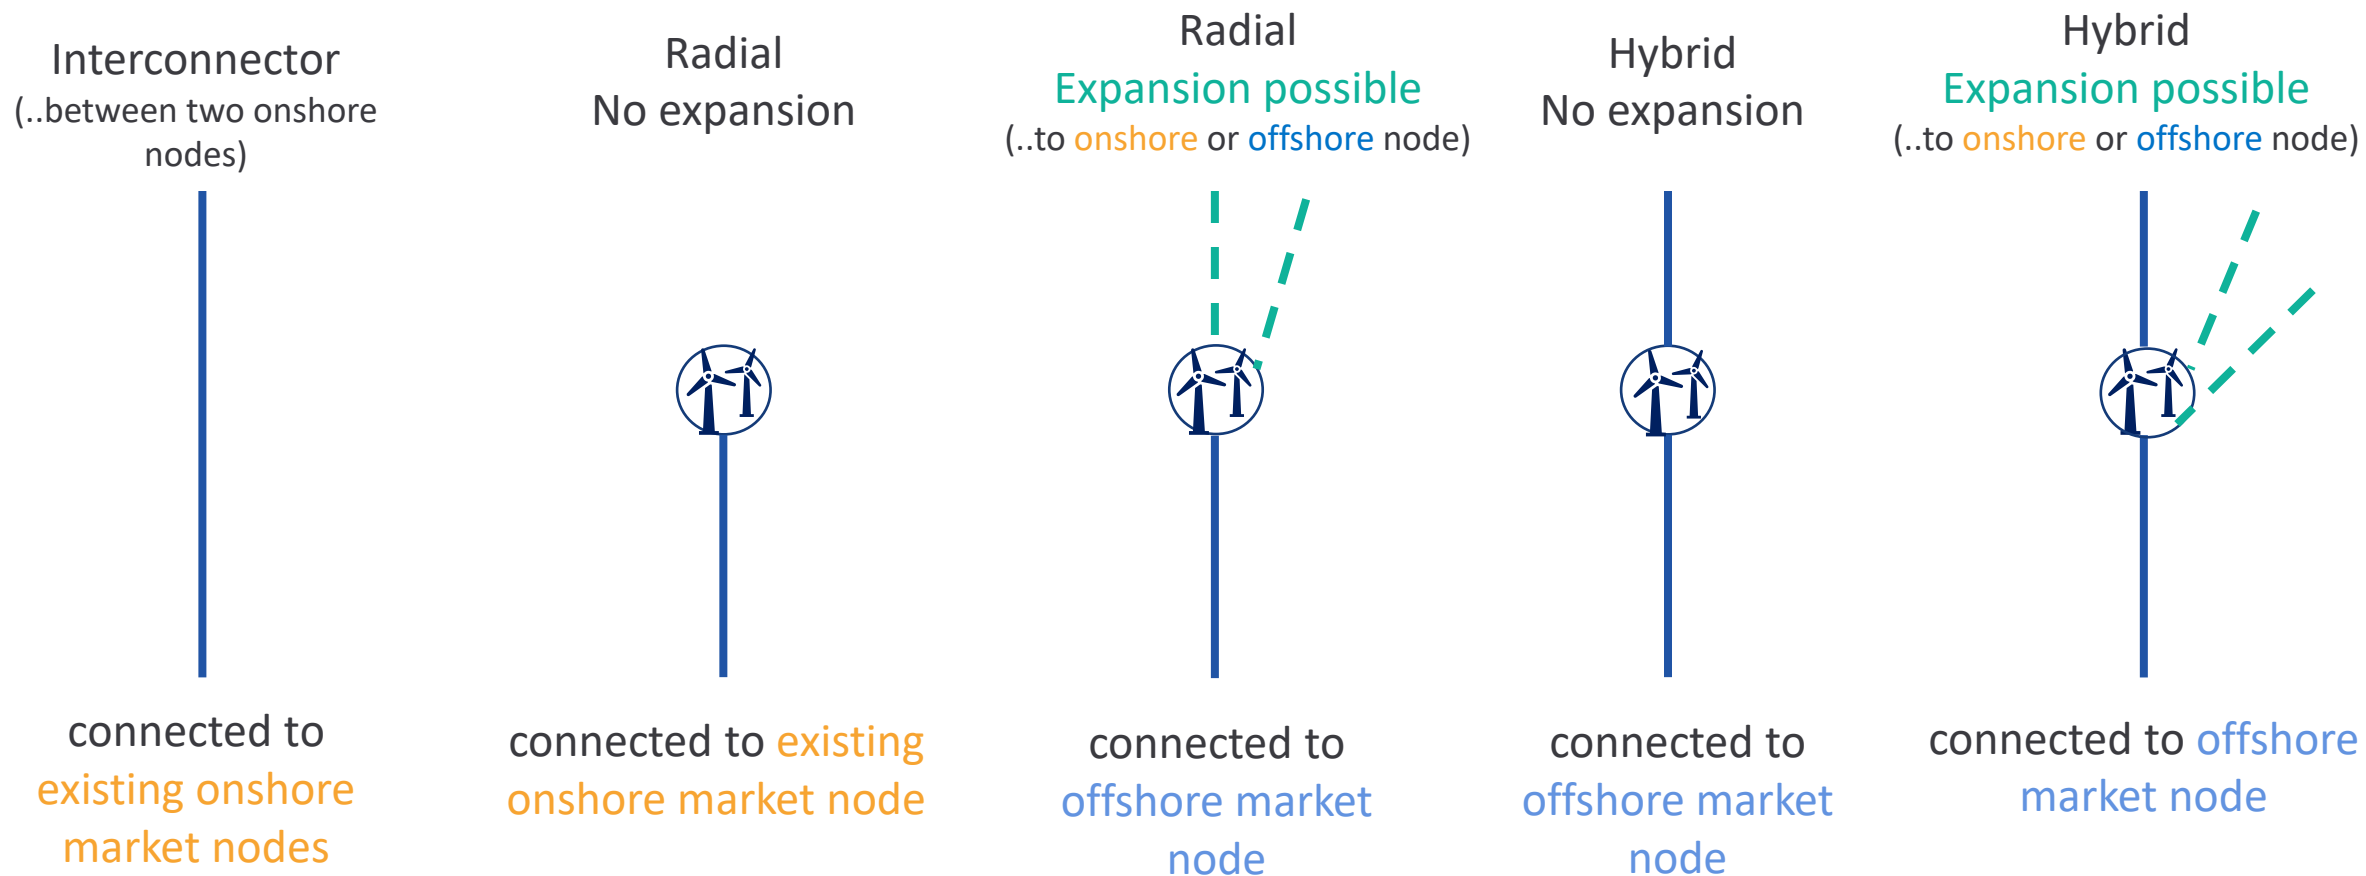 Interconnector
(..between two onshore
nodes)
Radial
No expansion
Radial
Expansion possible
(..to onshore or offshore node)
Hybrid
No expansion
Hybrid
Expansion possible
(..to onshore or offshore node)
connected to
existing onshore
market nodes
connected to existing
onshore market node
connected to
offshore market
node
connected to
offshore market
node
connected to offshore
market node